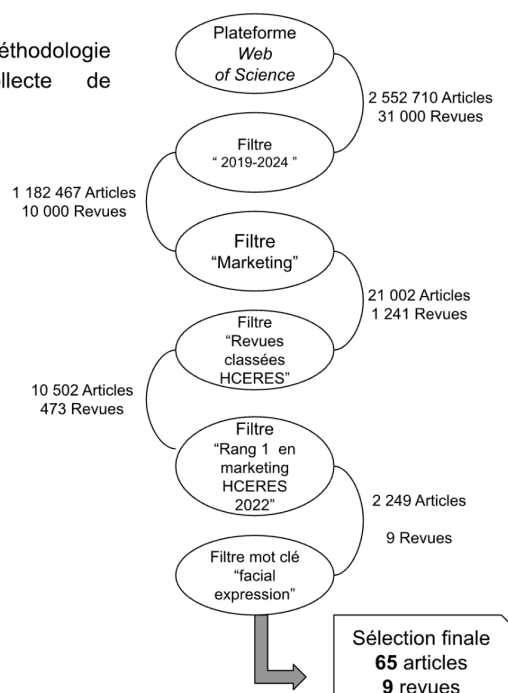 éthodologie
llecte de
Plateforme
Web
of Science
2 552 710 Articles
31 000 Revues
Filtre
“ 2019-2024 ”
1 182 467 Articles
10 000 Revues
Filtre
“Marketing”
21 002 Articles
1 241 Revues
Filtre
“Revues
classées
HCERES”
10 502 Articles
473 Revues
Filtre
“Rang 1 en
marketing
HCERES
2022”
2 249 Articles
9 Revues
Filtre mot clé
“facial
expression”
Sélection finale
65 articles
9 revues